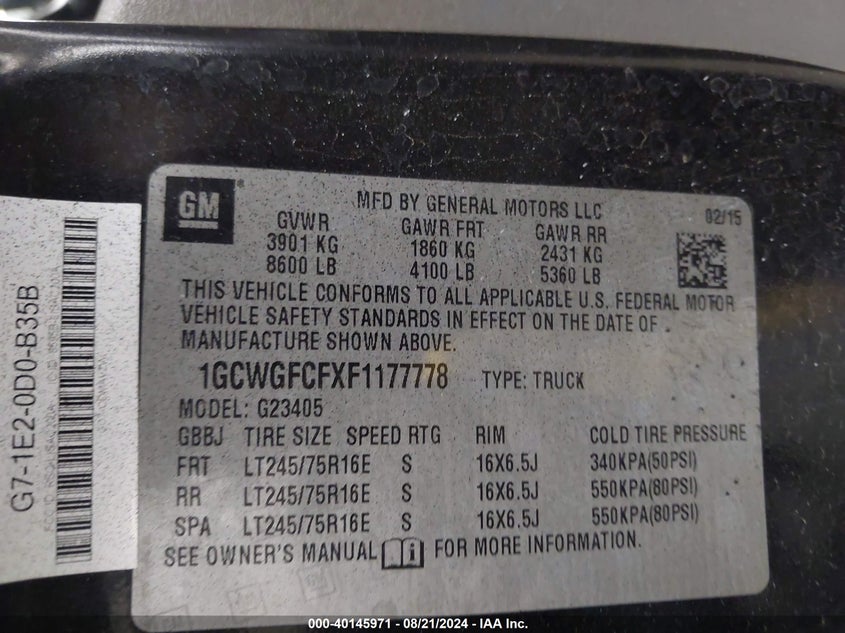 GM
MFD BY GENERAL MOTORS LLC
02/15
GVWR GAWR FRT GAWR RR
3901 KG 1860 KG 2431 KG
8600 LB 4100 LB 5360 LB
THIS VEHICLE CONFORMS TO ALL APPLICABLE U.S. FEDERAL MOTOR
VEHICLE SAFETY STANDARDS IN EFFECT ON THE DATE OF
MANUFACTURE SHOWN ABOVE.
1GCWGFCFXF1177778 TYPE: TRUCK
MODEL: G23405
GBBJ TIRE SIZE SPEED RTG RIM COLD TIRE PRESSURE
FRT LT245/75R16E S 16X6.5J 340KPA(50PSI)
RR LT245/75R16E S 16X6.5J 550KPA(80PSI)
SPA LT245/75R16E S 16X6.5J 550KPA(80PSI)
SEE OWNER'S MANUAL FOR MORE INFORMATION.
G7-1E2-0D0-B35B
000-40145971 - 08/21/2024 - IAA Inc.